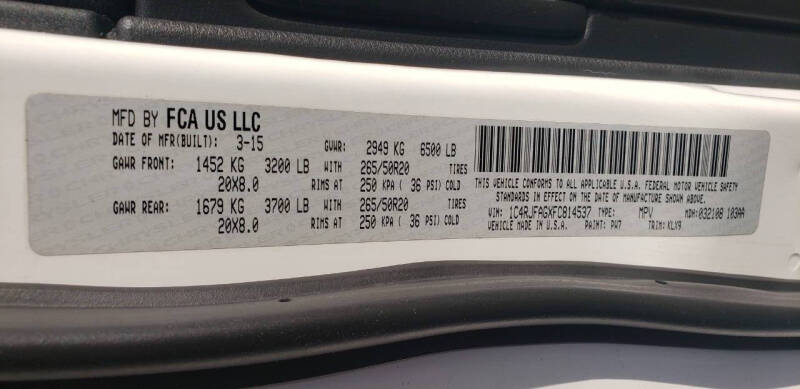 MFD BY FCA US LLC
DATE OF MFR(BUILT): 3-15 GVWR: 2949 KG 6500 LB
GAWR FRONT: 1452 KG 3200 LB WITH 265/50R20 TIRES
20X8.0 RIMS AT 250 KPA ( 36 PSI) COLD
GAWR REAR: 1679 KG 3700 LB WITH 265/50R20 TIRES
20X8.0 RIMS AT 250 KPA ( 36 PSI) COLD
THIS VEHICLE CONFORMS TO ALL APPLICABLE U.S.A. FEDERAL MOTOR VEHICLE SAFETY
STANDARDS IN EFFECT ON THE DATE OF MANUFACTURE SHOWN ABOVE.
VIN: 1C4RJFAGXFC814537 TYPE: MPV MDH: 032108 103AA
VEHICLE MADE IN U.S.A. PAINT: PW7 TRIM: KLX9